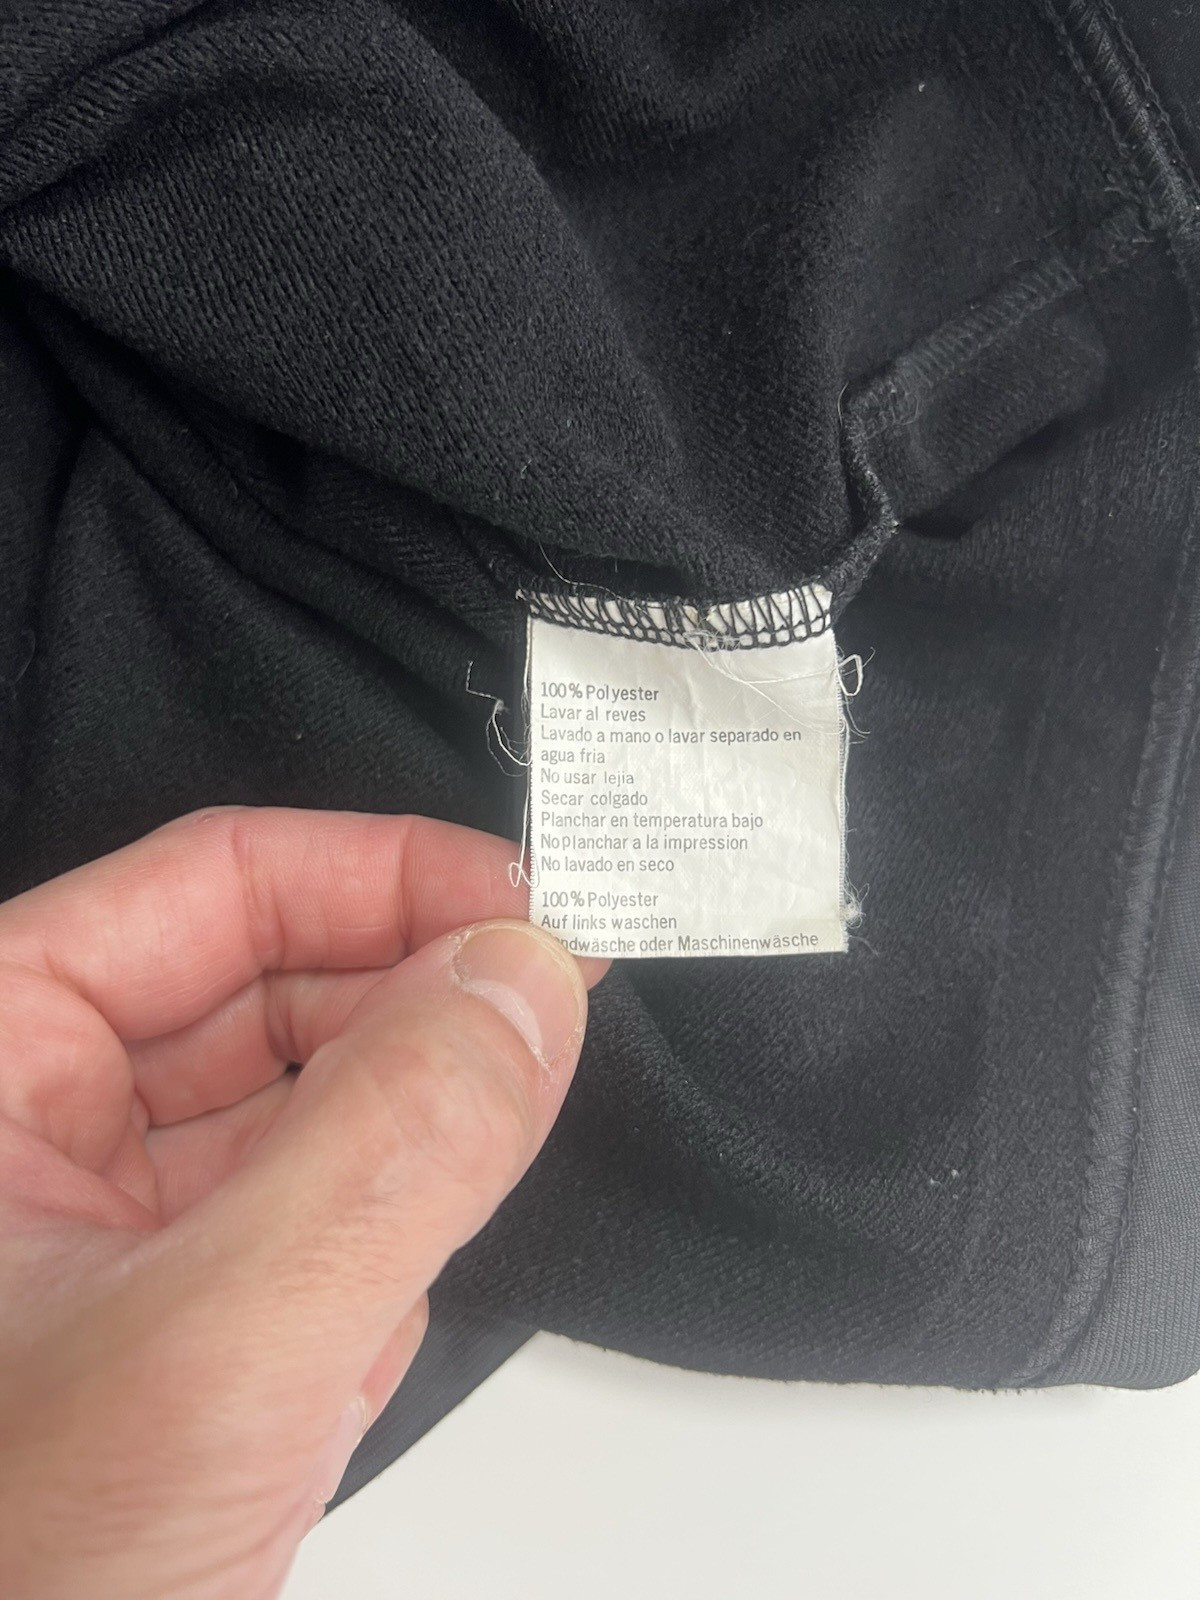 100% Polyester
Lavar al reves
Lavado a mano o lavar separado en
agua fria
No usar lejia
Secar colgado
Planchar en temperatura bajo
No planchar a la impression
No lavado en seco
100% Polyester
Auf links waschen
ndwäsche oder Maschinenwäsche